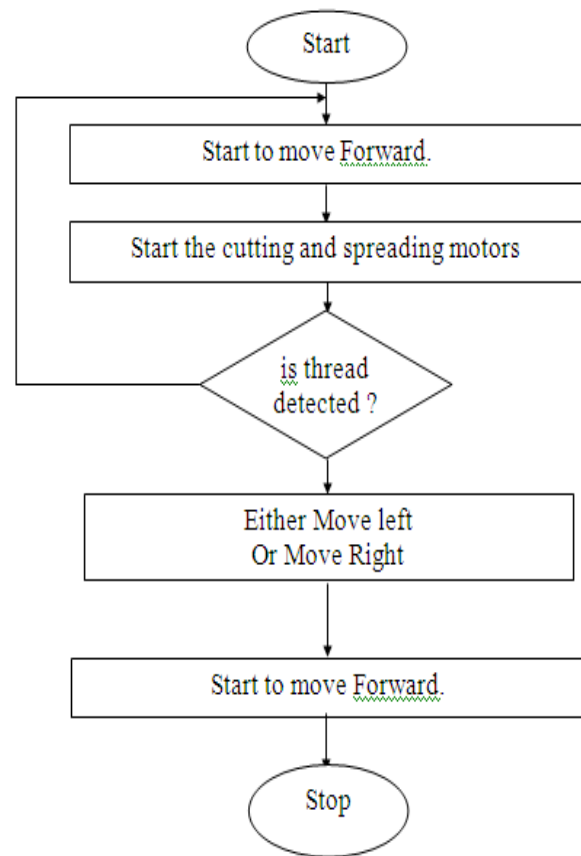 Start
Start to move Forward.
Start the cutting and spreading motors
is thread
detected ?
Either Move left
Or Move Right
Start to move Forward.
Stop